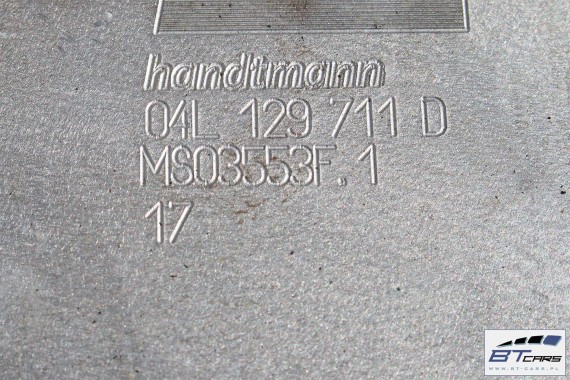 handtmann
04L 129 711 D
MS03553F.1
17
BTCARS
WWW.BT-CARS.PL